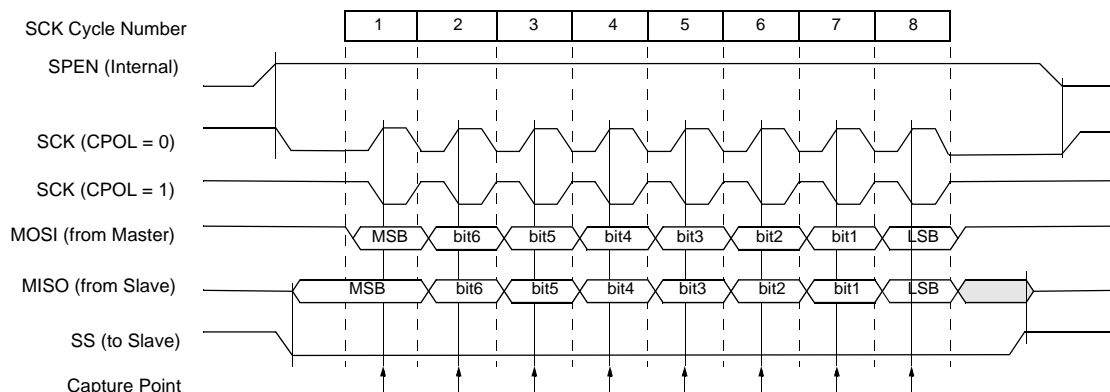 SCK Cycle Number 1 2 3 4 5 6 7 8
SPEN (Internal)
SCK (CPOL = 0)
SCK (CPOL = 1)
MOSI (from Master) MSB bit6 bit5 bit4 bit3 bit2 bit1 LSB
MISO (from Slave) MSB bit6 bit5 bit4 bit3 bit2 bit1 LSB
SS (to Slave)
Capture Point